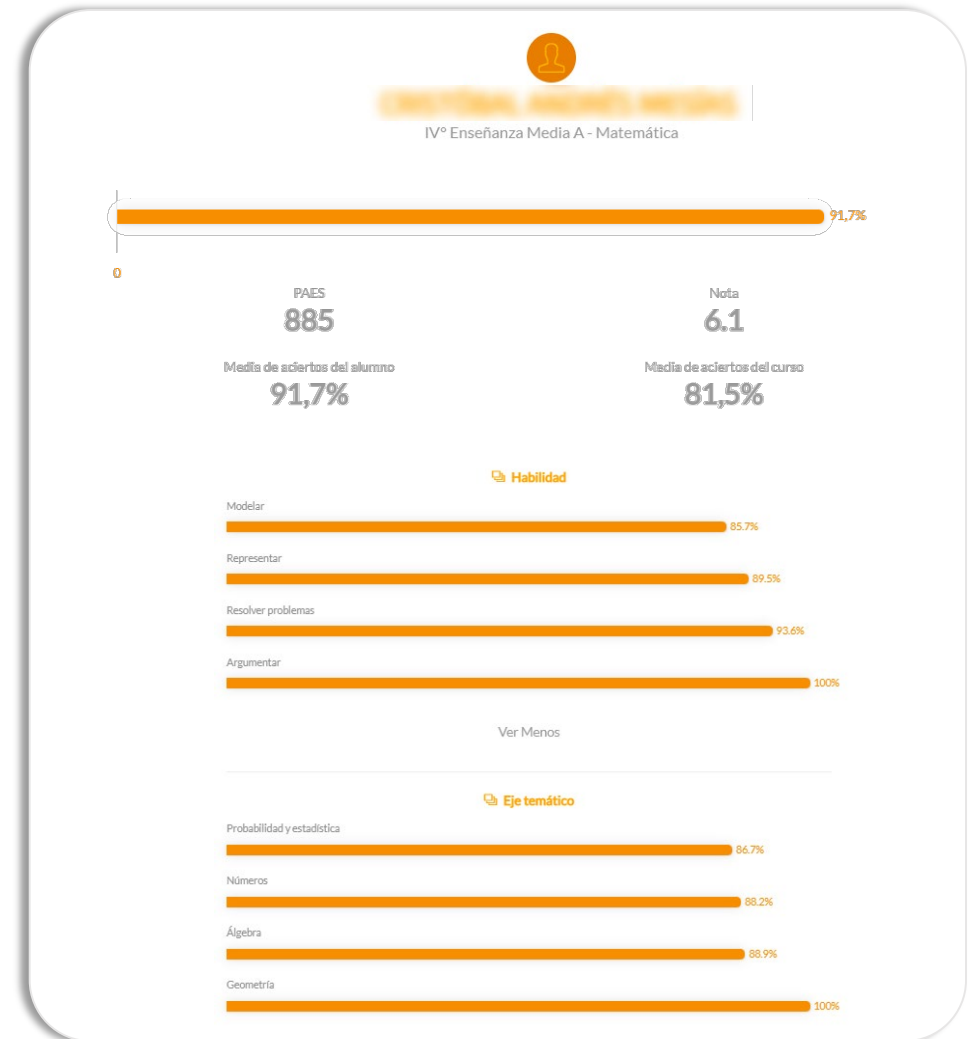 IV° Enseñanza Media A - Matemática
91,7%
0
PAES
885
Nota
6.1
Media de aciertos del alumno
91,7%
Media de aciertos del curso
81,5%
Habilidad
Modelar
85.7%
Representar
89.5%
Resolver problemas
93.6%
Argumentar
100%
Ver Menos
Eje temático
Probabilidad y estadística
86.7%
Números
88.2%
Álgebra
88.9%
Geometría
100%